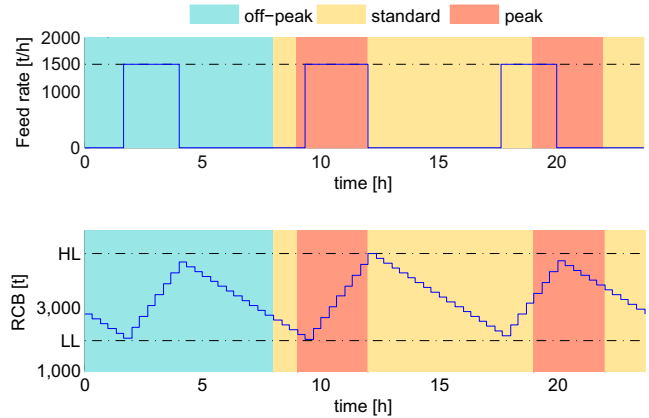 off-peak standard peak
Feed rate [t/h]
2000
1500
1000
0
0 5 10 15 20
time [h]
RCB [t]
HL
3,000
LL
1,000
0 5 10 15 20
time [h]